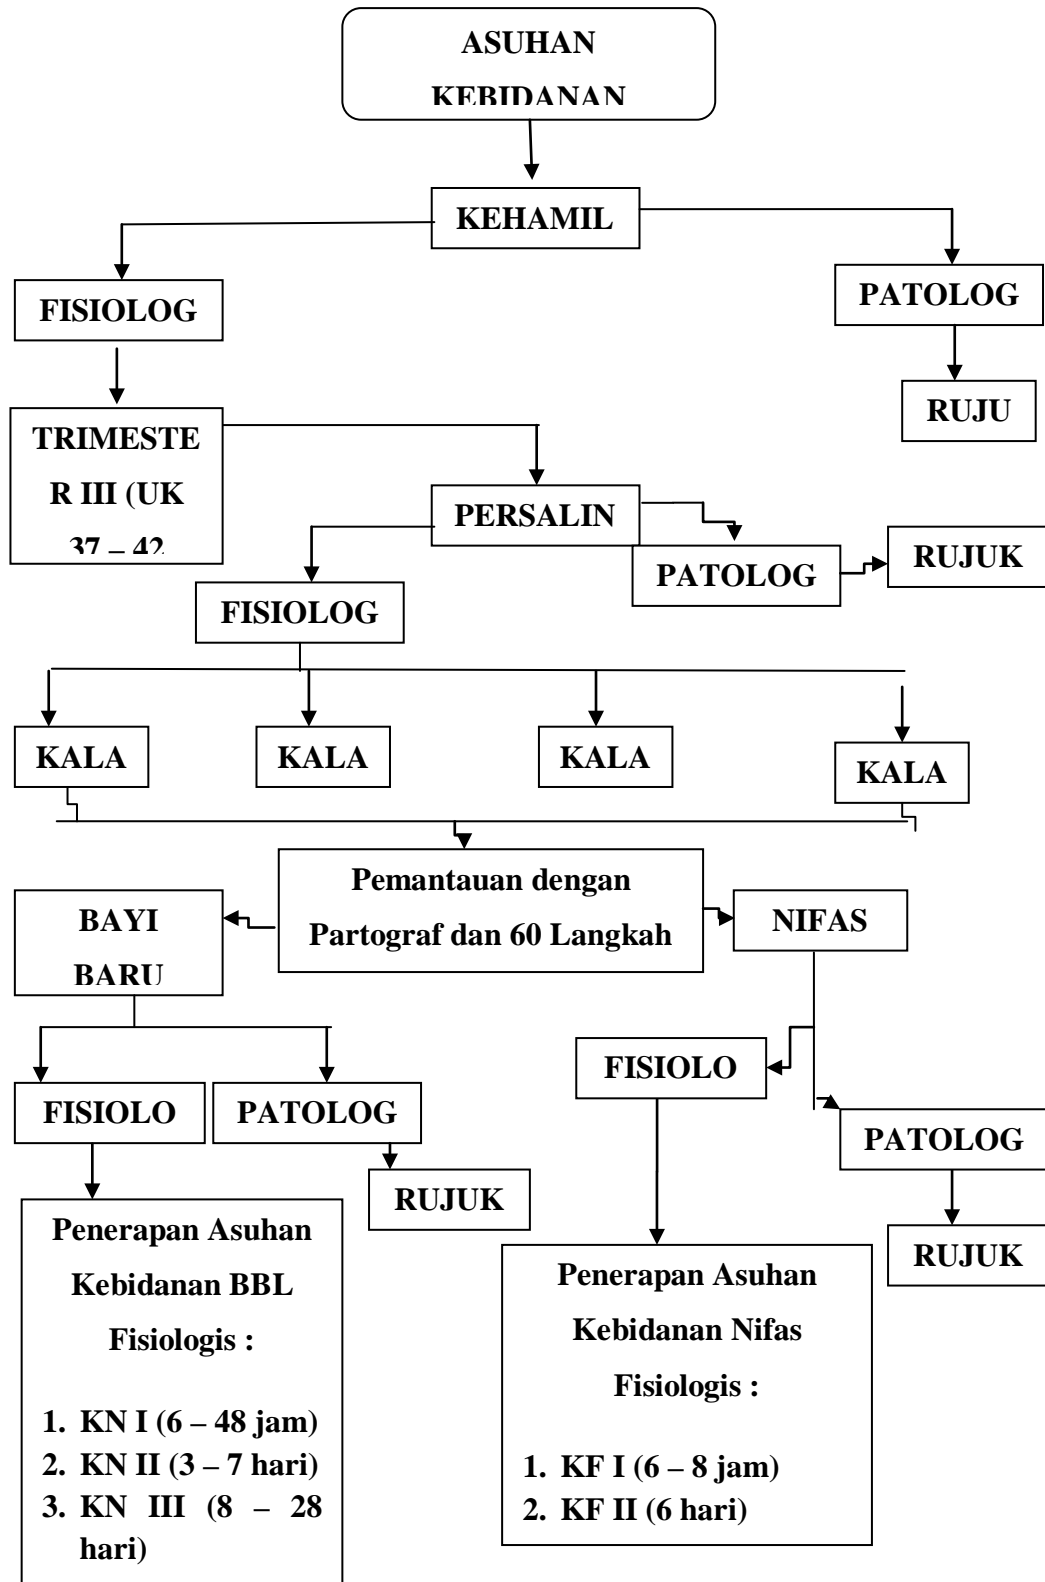 ASUHAN
KEBIDANAN
KEHAMIL
FISIOLOG
PATOLOG
RUJU
TRIMESTE
R III (UK
37 – 42
PERSALIN
PATOLOG
RUJUK
FISIOLOG
KALA
KALA
KALA
KALA
Pemantauan dengan
Partograf dan 60 Langkah
BAYI
BARU
NIFAS
FISIOLO
PATOLOG
RUJUK
FISIOLO
PATOLOG
RUJUK
Penerapan Asuhan
Kebidanan BBL
Fisiologis :
1. KN I (6 – 48 jam)
2. KN II (3 – 7 hari)
3. KN III (8 – 28
hari)
Penerapan Asuhan
Kebidanan Nifas
Fisiologis :
1. KF I (6 – 8 jam)
2. KF II (6 hari)